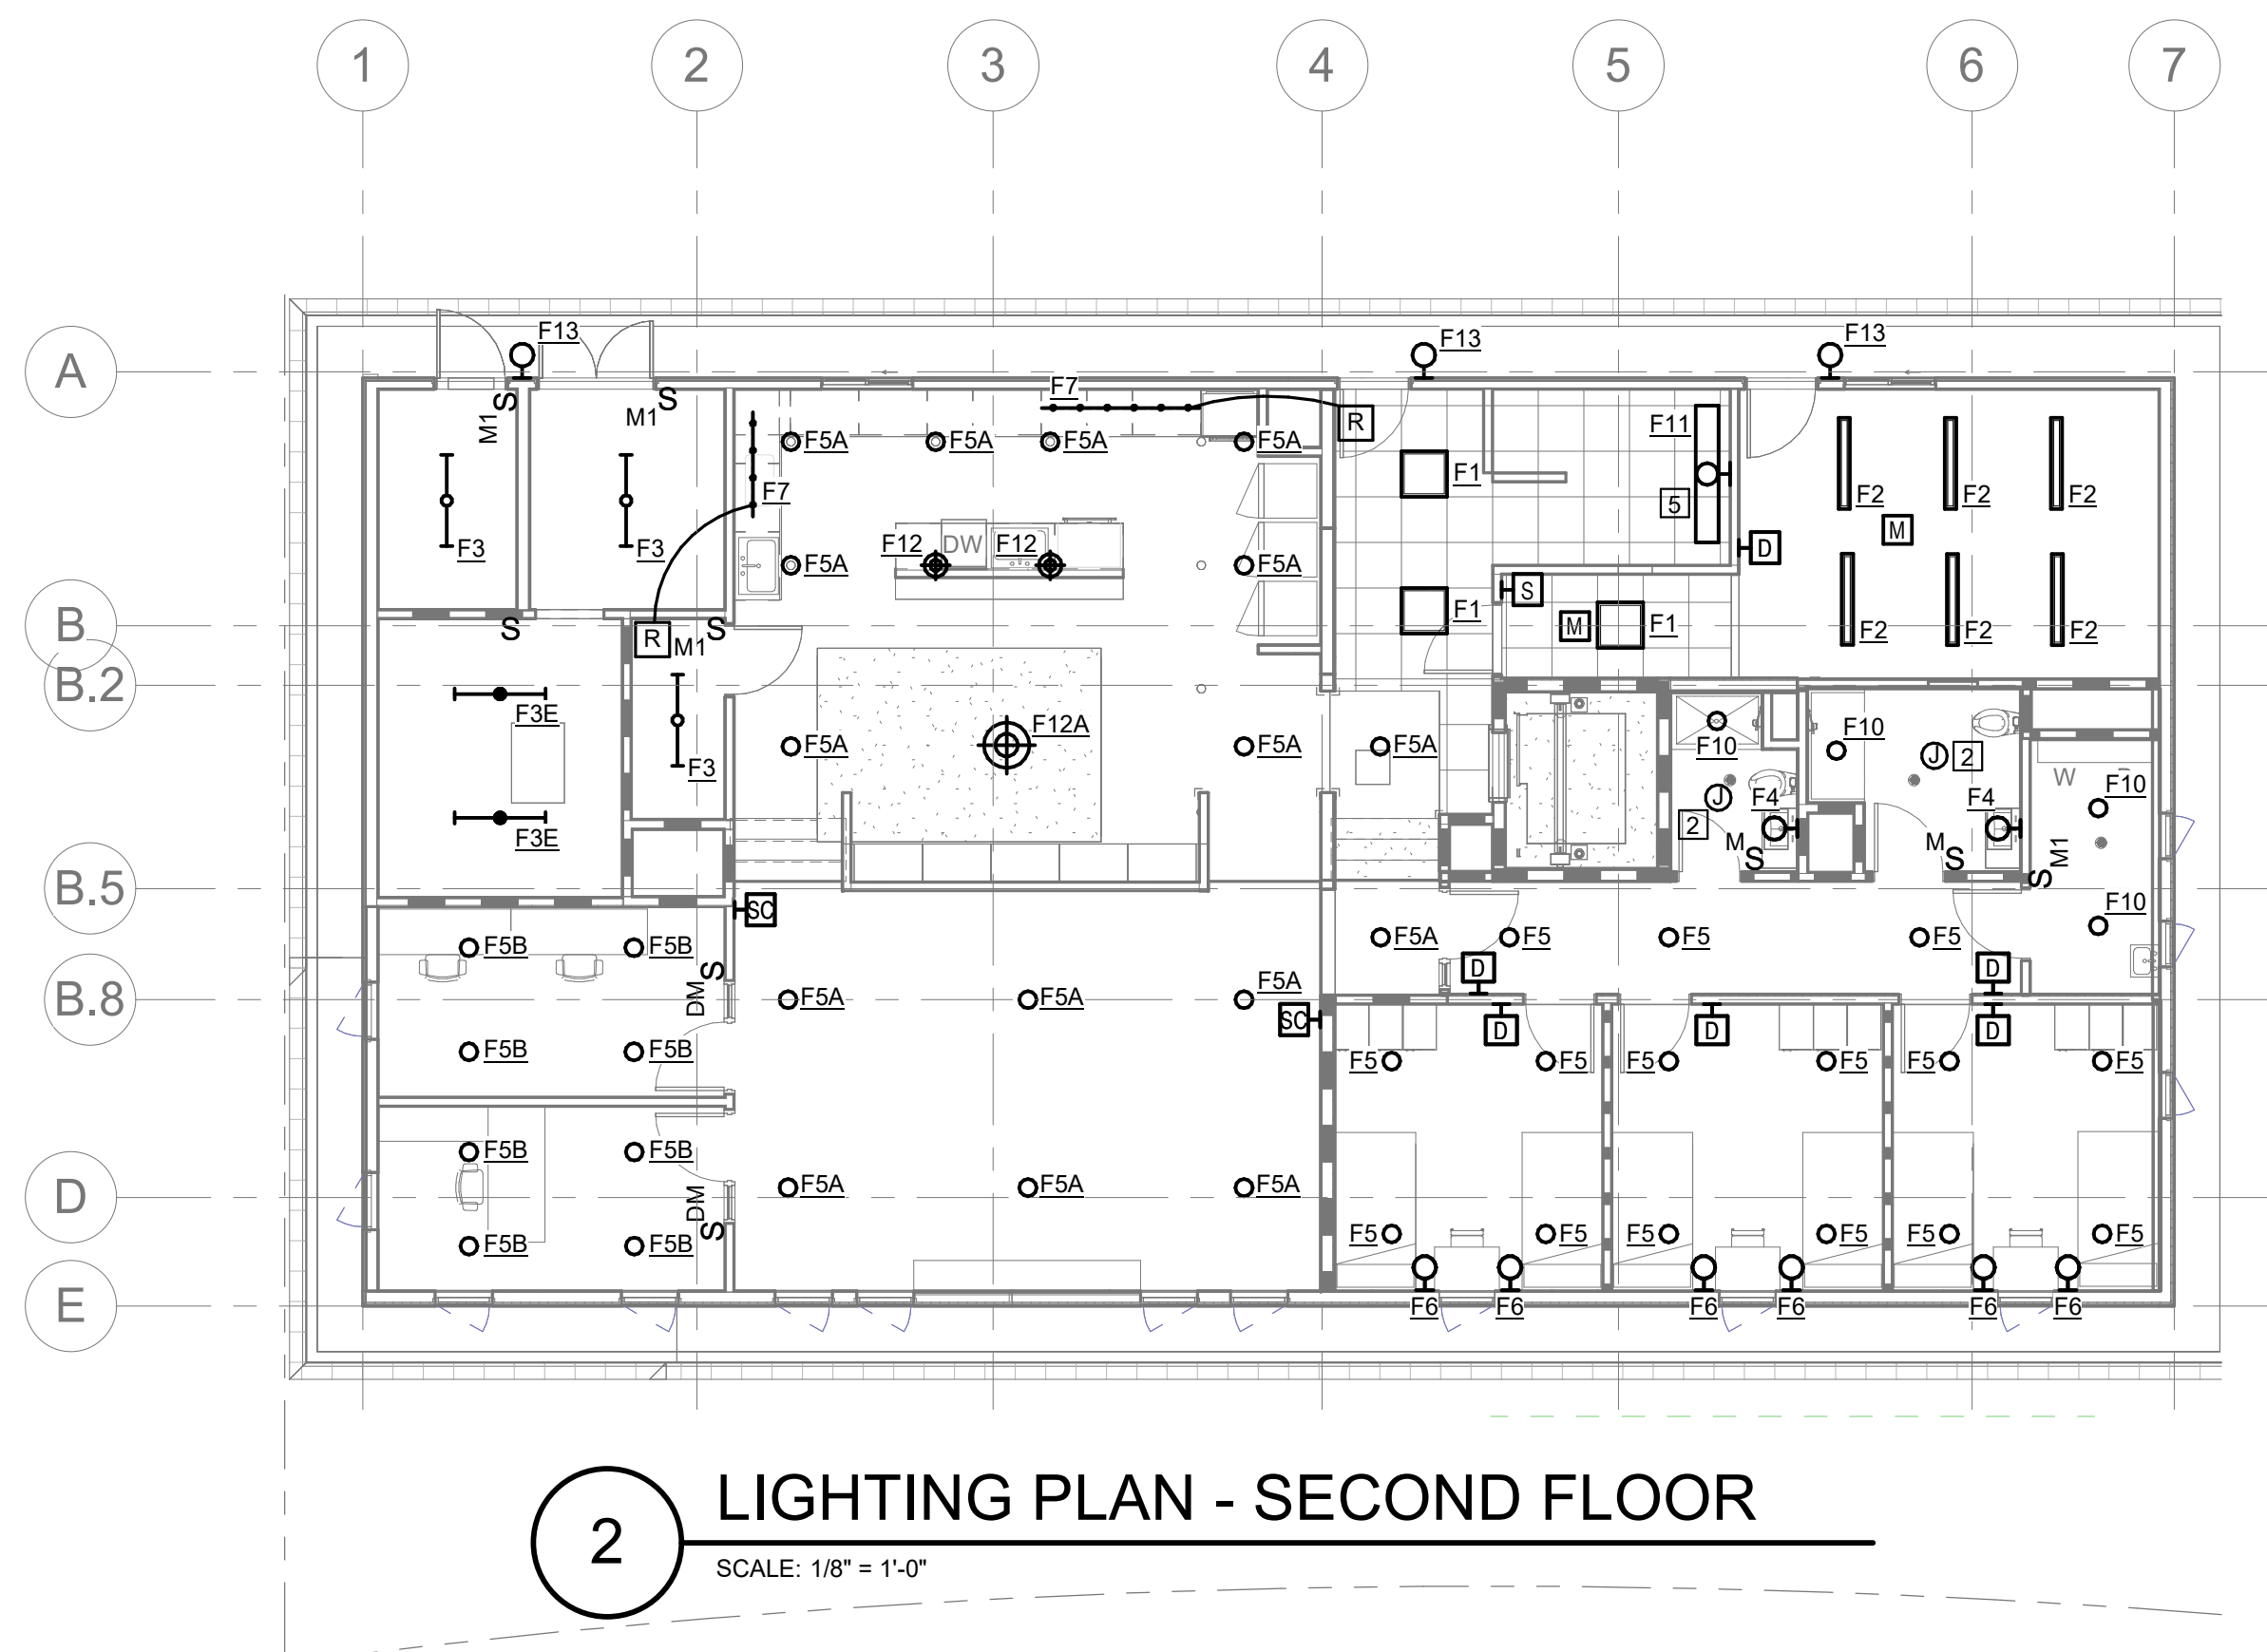 1 2 3 4 5 6 7
A
F13 F13 F13
S M1
M1 S
F7
R
F5A F5A F5A F5A
F11
F1
F7
5
F2 F2 F2
M
F3 F3
F12 DW F12
D
F5A F5A
S
B
S
R
M1 S
F1
M F1
F2 F2 F2
B.2
F3E
F12A
F10 F10
J 2
F5A F5A F5A
F3
W
J
F4 F4
F10
2
F3E
M S
M S
M1 S
B.5
SC
F10
F5B F5B
F5A F5 F5 F5
S
D D
B.8
DM
F5A F5A F5A
SC
D D D
F5B F5B
F5 F5 F5 F5 F5 F5
F5B F5B
D
DM
F5A F5A F5A
S
F5B F5B
F5 F5 F5 F5 F5 F5
E
F6 F6 F6 F6 F6 F6
2
LIGHTING PLAN - SECOND FLOOR
SCALE: 1/8" = 1'-0"